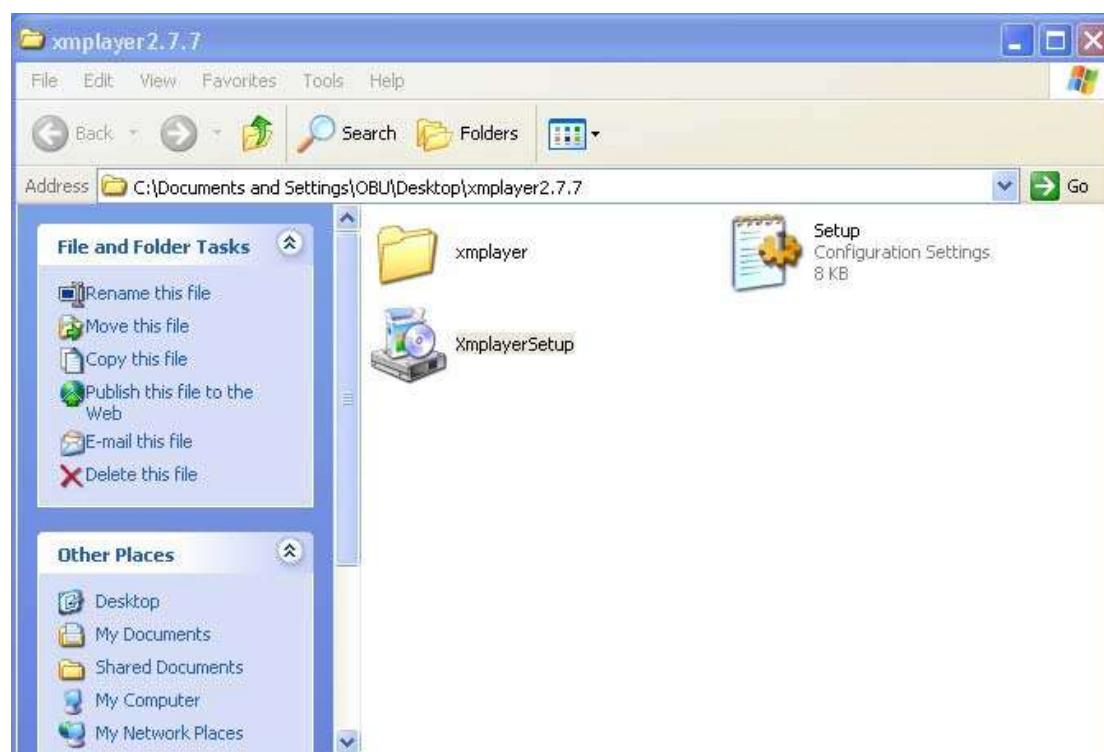 xmplayer2.7.7
File Edit View Favorites Tools Help
Back Search Folders
Address C:\Documents and Settings\OBU\Desktop\xmplayer2.7.7 Go
File and Folder Tasks
Rename this file
Move this file
Copy this file
Publish this file to the
Web
E-mail this file
Delete this file
Other Places
Desktop
My Documents
Shared Documents
My Computer
My Network Places
xmplayer
Setup
Configuration Settings
8 KB
XmplayerSetup